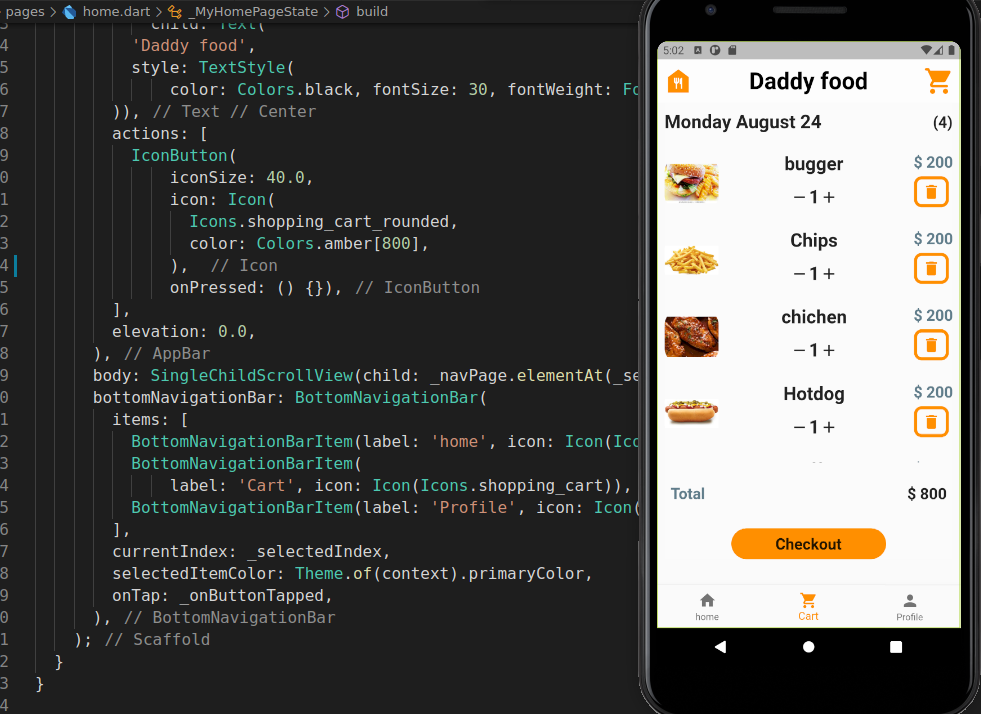 pages > home.dart > _MyHomePageState > build
child: Text(
4 'Daddy food',
5 style: TextStyle(
6 color: Colors.black, fontSize: 30, fontWeight: Fo
7 )), // Text // Center
8 actions: [
9 IconButton(
0 iconSize: 40.0,
1 icon: Icon(
2 Icons.shopping_cart_rounded,
3 color: Colors.amber[800],
4 ), // Icon
5 onPressed: () {}), // IconButton
6 ],
7 elevation: 0.0,
8 ), // AppBar
9 body: SingleChildScrollView(child: _navPage.elementAt(_se
0 bottomNavigationBar: BottomNavigationBar(
1 items: [
2 BottomNavigationBarItem(label: 'home', icon: Icon(Ico
3 BottomNavigationBarItem(
4 label: 'Cart', icon: Icon(Icons.shopping_cart)),
5 BottomNavigationBarItem(label: 'Profile', icon: Icon(
6 ],
7 currentIndex: _selectedIndex,
8 selectedItemColor: Theme.of(context).primaryColor,
9 onTap: _onButtonTapped,
0 ), // BottomNavigationBar
1 ); // Scaffold
2 }
3 }
4
5:02
Daddy food
Monday August 24 (4)
bugger $ 200
− 1 +
Chips $ 200
− 1 +
chichen $ 200
− 1 +
Hotdog $ 200
− 1 +
Total $ 800
Checkout
home Cart Profile